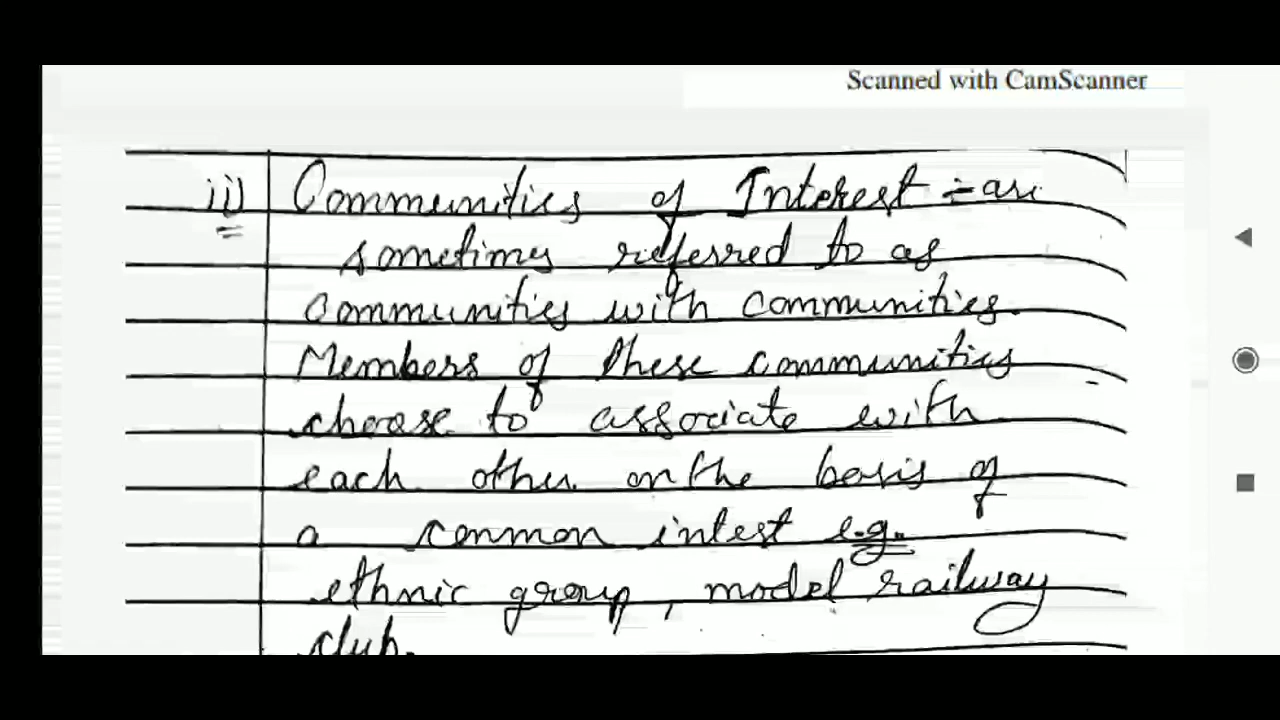 Scanned with CamScanner
ii) Communities of Interest :- are
sometimes referred to as
communities with communities.
Members of these communities
choose to associate with
each other on the basis of
a common intest e.g.
ethnic group, model railway
club.